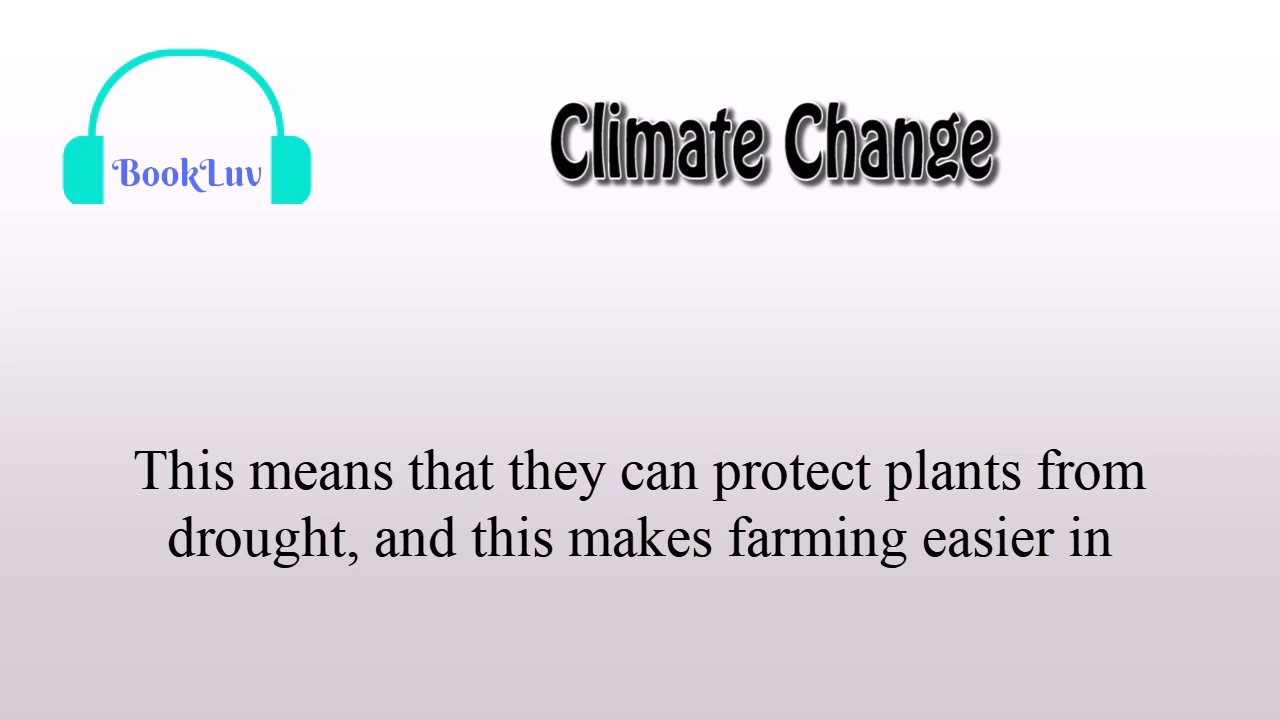 BookLuv
Climate Change
This means that they can protect plants from
drought, and this makes farming easier in